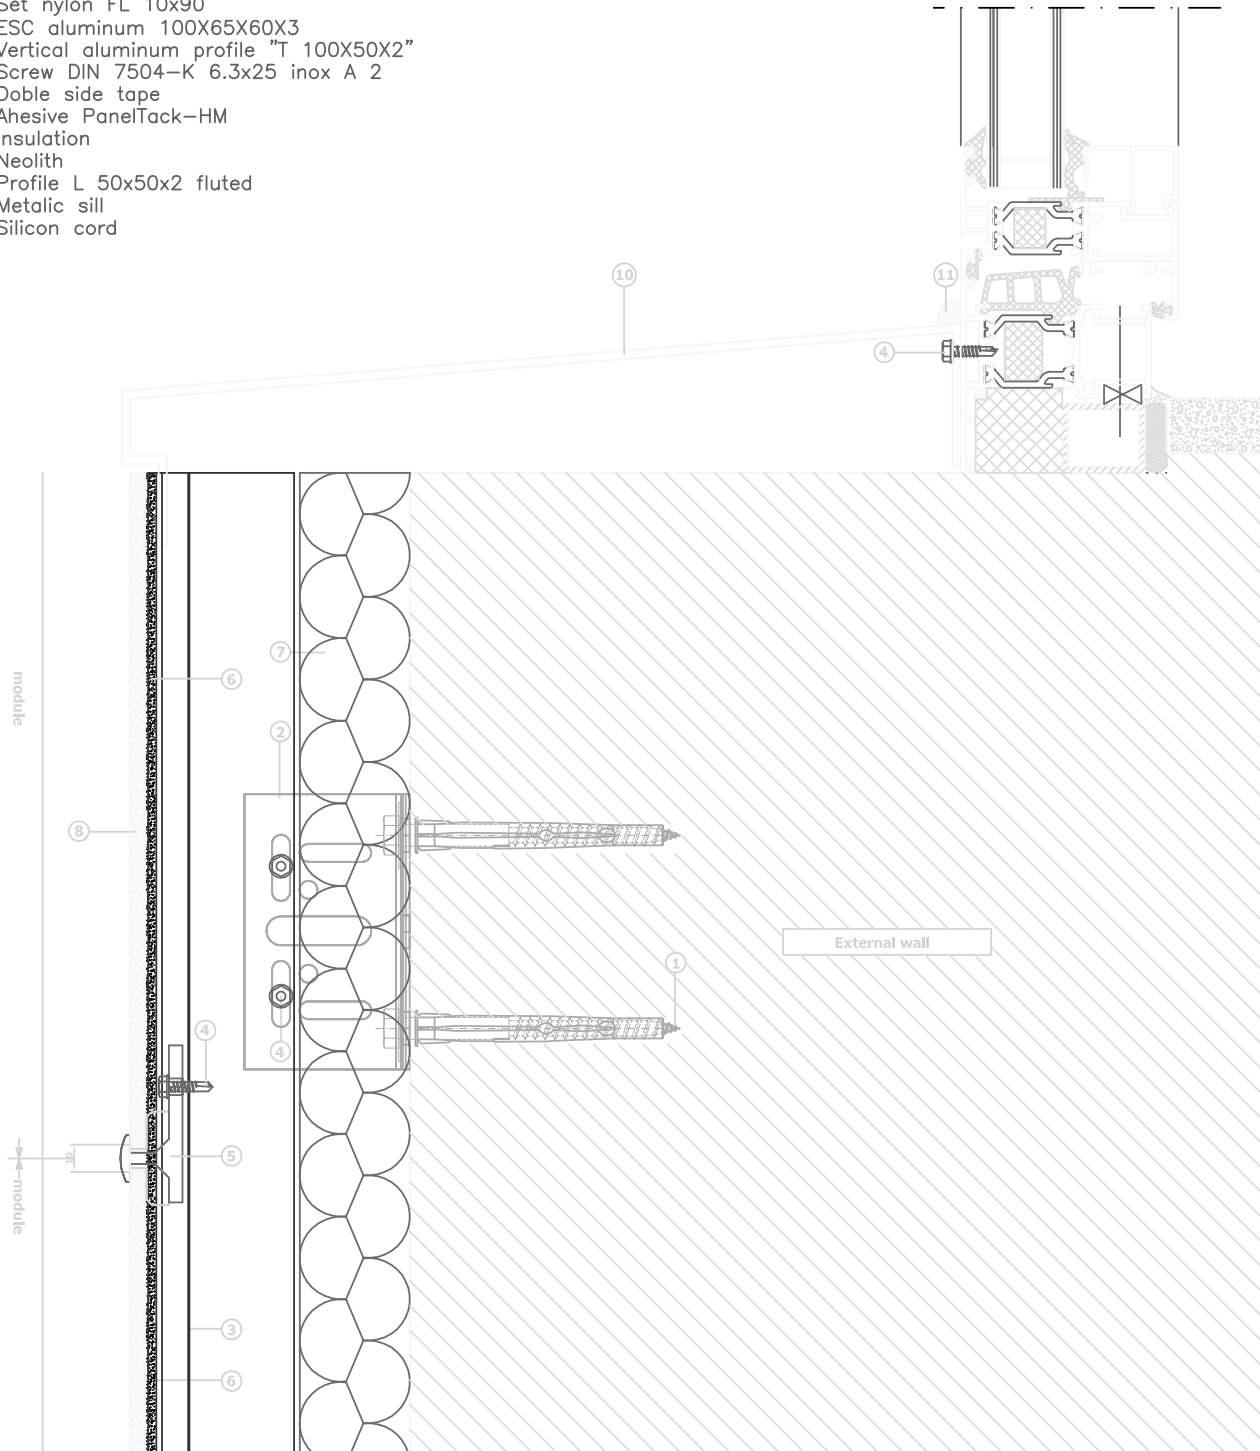 Set nylon FL 10x90
ESC aluminum 100X65X60X3
Vertical aluminum profile "T 100X50X2"
Screw DIN 7504-K 6.3x25 inox A 2
Doble side tape
Ahesive PanelTack-HM
Insulation
Neolith
Profile L 50x50x2 fluted
Metalic sill
Silicon cord
10
11
4
7
6
module
2
8
External wall
1
4
4
5
10
module
3
6